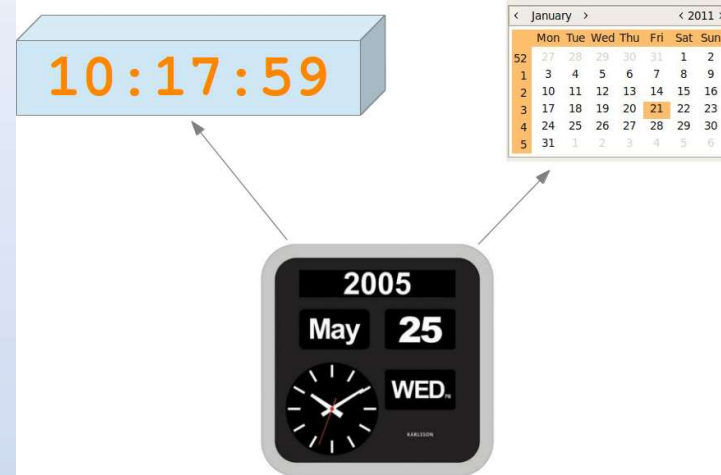 10:17:59
< January > < 2011 >
Mon Tue Wed Thu Fri Sat Sun
52 27 28 29 30 31 1 2
1 3 4 5 6 7 8 9
2 10 11 12 13 14 15 16
3 17 18 19 20 21 22 23
4 24 25 26 27 28 29 30
5 31 1 2 3 4 5 6
2005
May 25
WED
KARLSSON